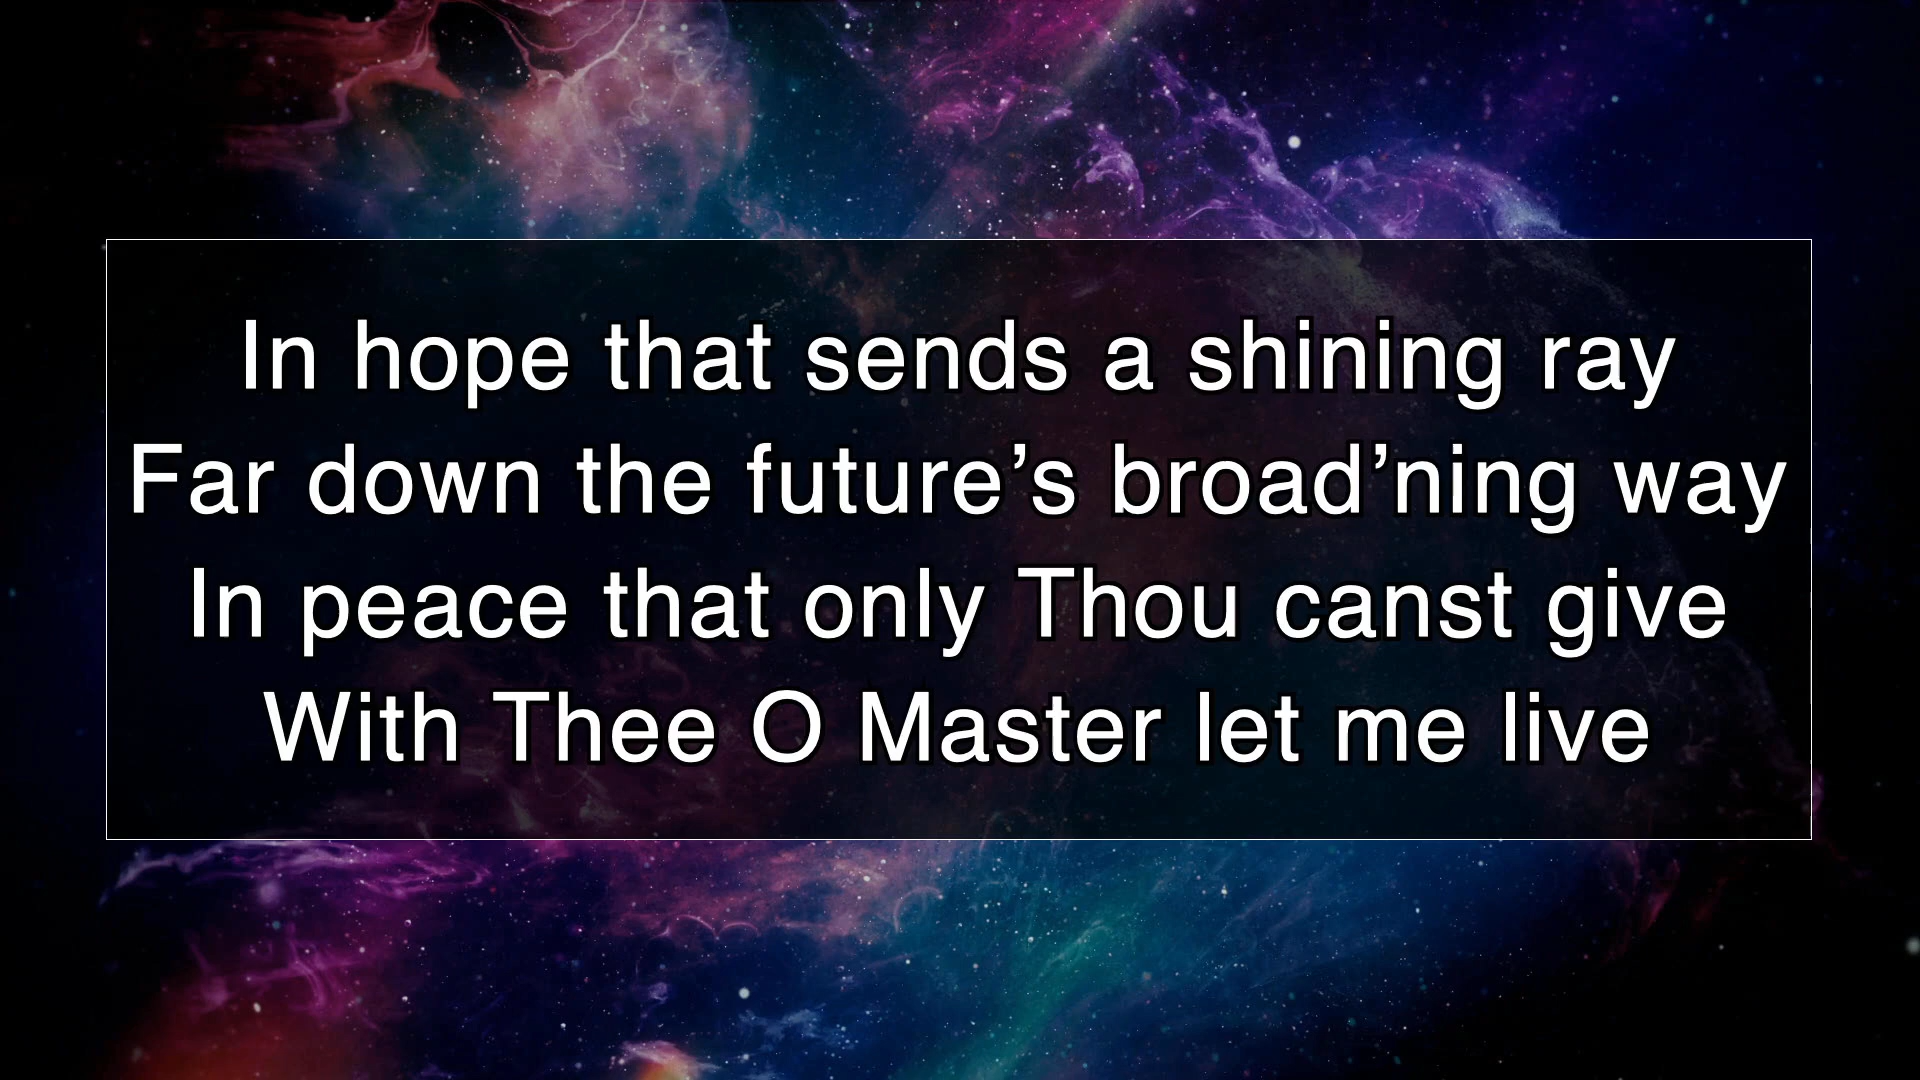 In hope that sends a shining ray
Far down the future’s broad’ning way
In peace that only Thou canst give
With Thee O Master let me live